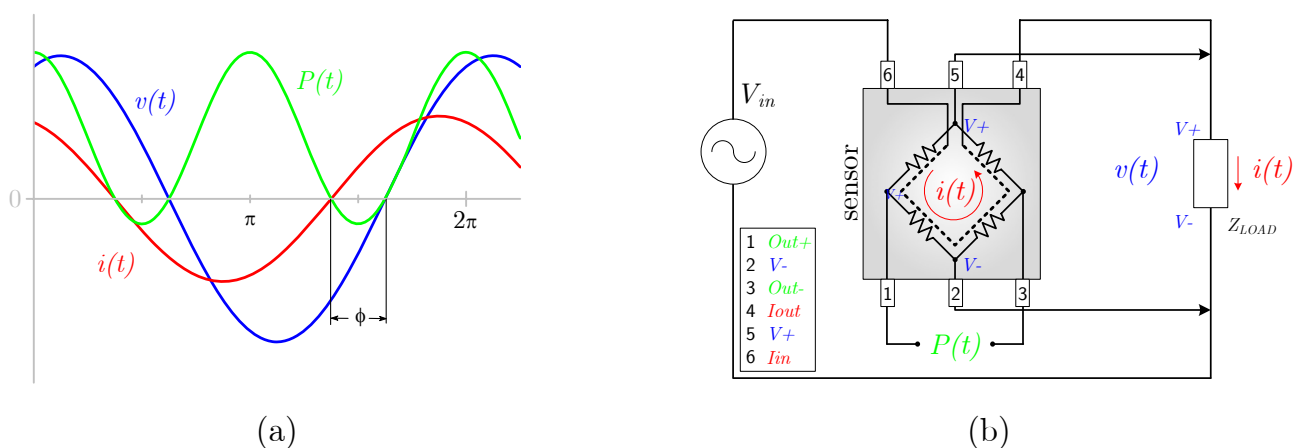 v(t)
P(t)
0
π
2π
i(t)
ϕ
(a)
V_in
6
5
4
V+
sensor
i(t)
V+
V-
1 Out+
2 V-
3 Out-
4 Iout
5 V+
6 Iin
1
2
3
P(t)
V+
v(t)
i(t)
V-
Z_LOAD
(b)